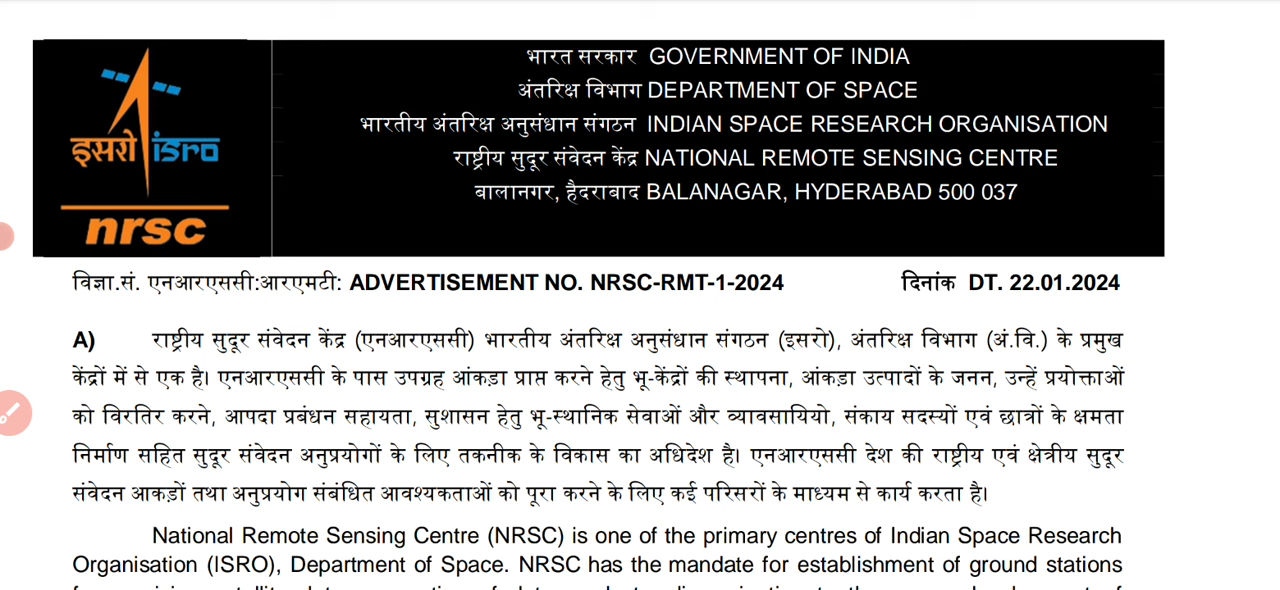 इसरो isro
nrsc
भारत सरकार GOVERNMENT OF INDIA
अंतरिक्ष विभाग DEPARTMENT OF SPACE
भारतीय अंतरिक्ष अनुसंधान संगठन INDIAN SPACE RESEARCH ORGANISATION
राष्ट्रीय सुदूर संवेदन केंद्र NATIONAL REMOTE SENSING CENTRE
बालानगर, हैदराबाद BALANAGAR, HYDERABAD 500 037
विज्ञा.सं. एनआरएससी:आरएमटी: ADVERTISEMENT NO. NRSC-RMT-1-2024 दिनांक DT. 22.01.2024
A) राष्ट्रीय सुदूर संवेदन केंद्र (एनआरएससी) भारतीय अंतरिक्ष अनुसंधान संगठन (इसरो), अंतरिक्ष विभाग (अं.वि.) के प्रमुख
केंद्रों में से एक है। एनआरएससी के पास उपग्रह आंकड़ा प्राप्त करने हेतु भू-केंद्रों की स्थापना, आंकड़ा उत्पादों के जनन, उन्हें प्रयोक्ताओं
को विरतिर करने, आपदा प्रबंधन सहायता, सुशासन हेतु भू-स्थानिक सेवाओं और व्यावसायियो, संकाय सदस्यों एवं छात्रों के क्षमता
निर्माण सहित सुदूर संवेदन अनुप्रयोगों के लिए तकनीक के विकास का अधिदेश है। एनआरएससी देश की राष्ट्रीय एवं क्षेत्रीय सुदूर
संवेदन आकड़ों तथा अनुप्रयोग संबंधित आवश्यकताओं को पूरा करने के लिए कई परिसरों के माध्यम से कार्य करता है।
National Remote Sensing Centre (NRSC) is one of the primary centres of Indian Space Research
Organisation (ISRO), Department of Space. NRSC has the mandate for establishment of ground stations